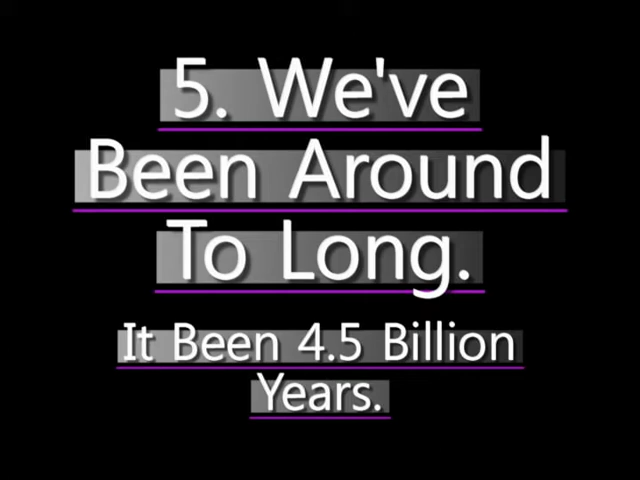 5. We've
Been Around
To Long.
It Been 4.5 Billion
Years.